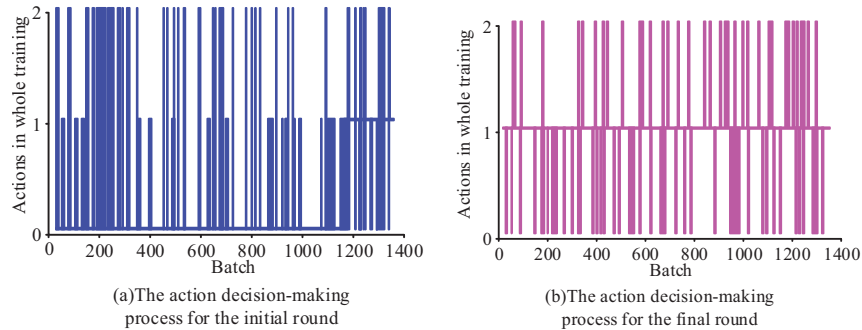 Actions in whole training
2
1
0
0 200 400 600 800 1000 1200 1400
Batch
(a)The action decision-making
process for the initial round
Actions in whole training
2
1
0
0 200 400 600 800 1000 1200 1400
Batch
(b)The action decision-making
process for the final round